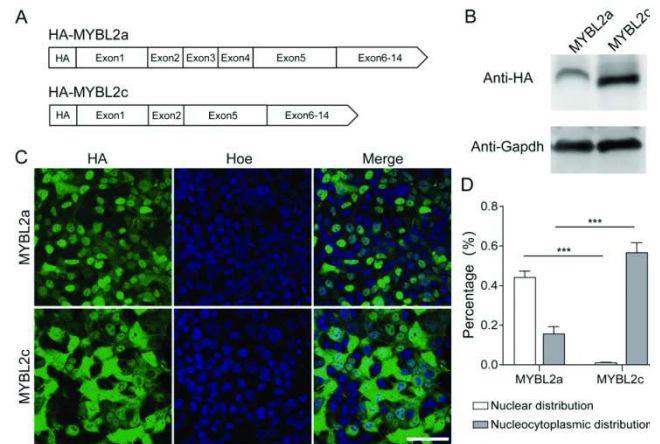 A
HA-MYBL2a
HA Exon1 Exon2 Exon3 Exon4 Exon5 Exon6-14
HA-MYBL2c
HA Exon1 Exon2 Exon5 Exon6-14
B
MYBL2a MYBL2c
Anti-HA
Anti-Gapdh
C
HA Hoe Merge
MYBL2a
MYBL2c
D
Percentage (%)
0.8
0.6
0.4
0.2
0.0
***
***
MYBL2a MYBL2c
Nuclear distribution
Nucleocytoplasmic distribution